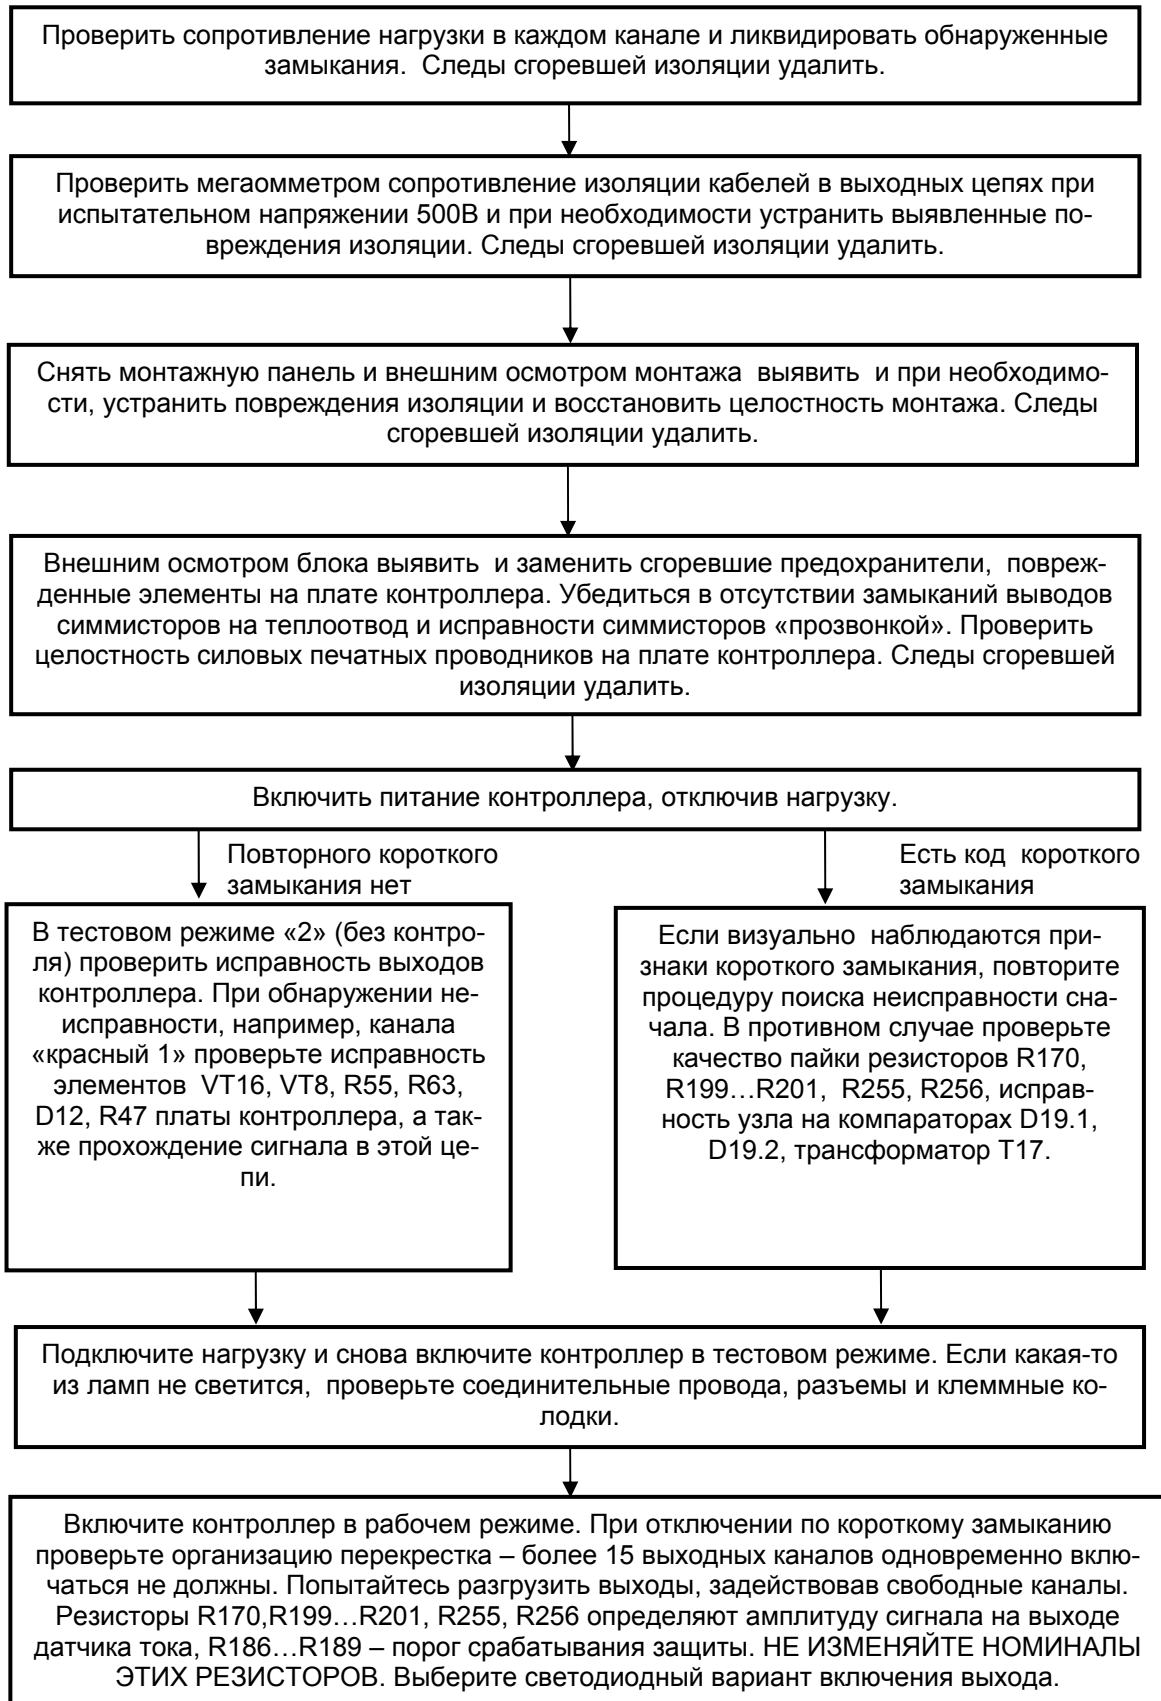 Проверить сопротивление нагрузки в каждом канале и ликвидировать обнаруженные
замыкания. Следы сгоревшей изоляции удалить.
Проверить мегаомметром сопротивление изоляции кабелей в выходных цепях при
испытательном напряжении 500В и при необходимости устранить выявленные по-
вреждения изоляции. Следы сгоревшей изоляции удалить.
Снять монтажную панель и внешним осмотром монтажа выявить и при необходимо-
сти, устранить повреждения изоляции и восстановить целостность монтажа. Следы
сгоревшей изоляции удалить.
Внешним осмотром блока выявить и заменить сгоревшие предохранители, повреж-
денные элементы на плате контроллера. Убедиться в отсутствии замыканий выводов
симмисторов на теплоотвод и исправности симмисторов «прозвонкой». Проверить
целостность силовых печатных проводников на плате контроллера. Следы сгоревшей
изоляции удалить.
Включить питание контроллера, отключив нагрузку.
Повторного короткого
замыкания нет
Есть код короткого
замыкания
В тестовом режиме «2» (без контро-
ля) проверить исправность выходов
контроллера. При обнаружении не-
исправности, например, канала
«красный 1» проверьте исправность
элементов VT16, VT8, R55, R63,
D12, R47 платы контроллера, а так-
же прохождение сигнала в этой це-
пи.
Если визуально наблюдаются при-
знаки короткого замыкания, повторите
процедуру поиска неисправности сна-
чала. В противном случае проверьте
качество пайки резисторов R170,
R199…R201, R255, R256, исправ-
ность узла на компараторах D19.1,
D19.2, трансформатор T17.
Подключите нагрузку и снова включите контроллер в тестовом режиме. Если какая-то
из ламп не светится, проверьте соединительные провода, разъемы и клеммные ко-
лодки.
Включите контроллер в рабочем режиме. При отключении по короткому замыканию
проверьте организацию перекрестка – более 15 выходных каналов одновременно вклю-
чаться не должны. Попытайтесь разгрузить выходы, задействовав свободные каналы.
Резисторы R170,R199…R201, R255, R256 определяют амплитуду сигнала на выходе
датчика тока, R186…R189 – порог срабатывания защиты. НЕ ИЗМЕНЯЙТЕ НОМИНАЛЫ
ЭТИХ РЕЗИСТОРОВ. Выберите светодиодный вариант включения выхода.